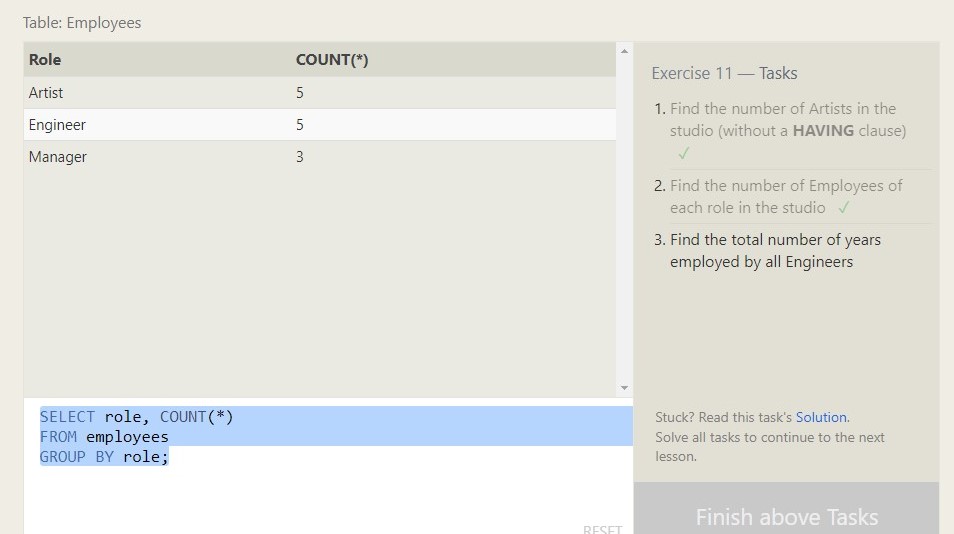 Table: Employees
Role COUNT(*)
Artist 5
Engineer 5
Manager 3
SELECT role, COUNT(*)
FROM employees
GROUP BY role;
RESET
Exercise 11 — Tasks
1. Find the number of Artists in the
studio (without a HAVING clause)
✓
2. Find the number of Employees of
each role in the studio ✓
3. Find the total number of years
employed by all Engineers
Stuck? Read this task's Solution.
Solve all tasks to continue to the next
lesson.
Finish above Tasks